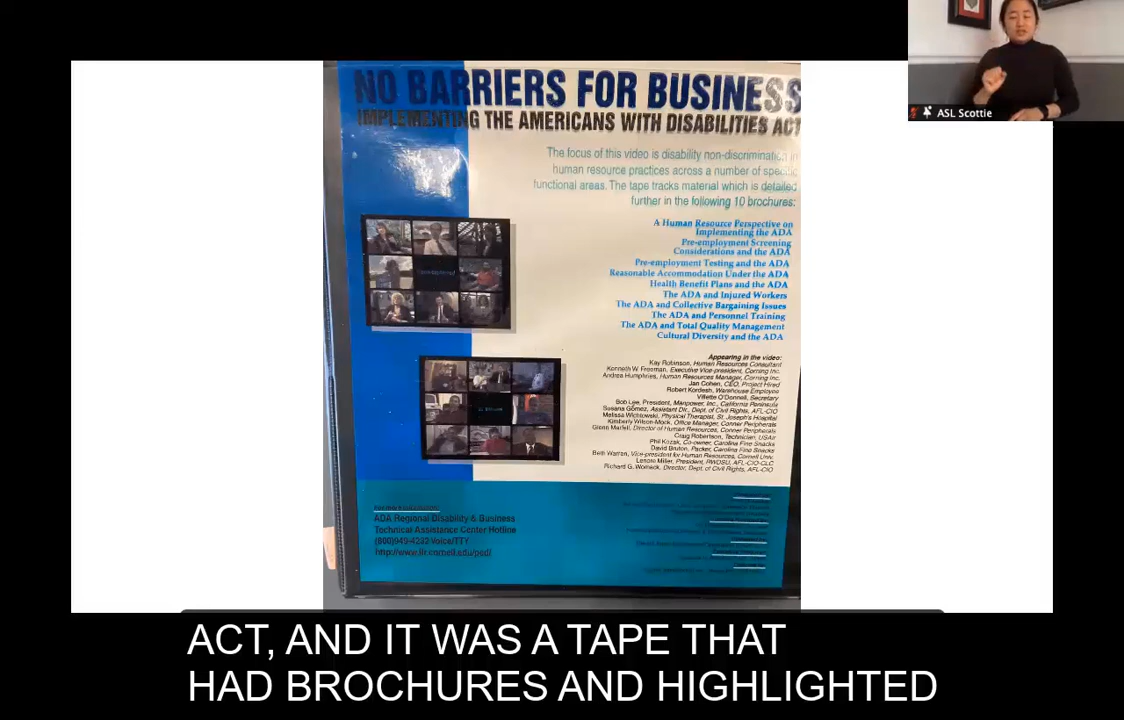 NO BARRIERS FOR BUSINESS
IMPLEMENTING THE AMERICANS WITH DISABILITIES ACT
The focus of this video is disability non-discrimination in
human resource practices across a number of specific
functional areas. The tape tracks material which is detailed
further in the following 10 brochures:
A Human Resource Perspective on
Implementing the ADA
Pre-employment Screening
Considerations and the ADA
Pre-employment Testing and the ADA
Reasonable Accommodation Under the ADA
Health Benefit Plans and the ADA
The ADA and Injured Workers
The ADA and Collective Bargaining Issues
The ADA and Personnel Training
The ADA and Total Quality Management
Cultural Diversity and the ADA
Appearing in the video:
Kay Robinson, Human Resources Consultant
Kenneth W. Freeman, Executive Vice-president, Corning Inc.
Andrea Humphries, Human Resources Manager, Corning Inc.
Jan Cohen, CEO, Project Hired
Robert Kordesh, Warehouse Employee
Villette O'Donnell, Secretary
Bob Lee, President, Manpower, Inc., California Peninsula
Susana Gomez, Assistant Dir., Dept. of Civil Rights, AFL-CIO
Melissa Physical Therapist, St. Joseph's Hospital
Kimberly Wilson-Mock, Office Manager, Conner Peripherals
Glenn Director of Human Resources, Conner Peripherals
Craig Robertson, Technician, USAir
Phil Kozak, Co-owner, Carolina Fine Snacks
David Bruton, Packer, Carolina Fine Snacks
Beth Warren, Vice-president for Human Resources, Cornell Univ.
Lenore Miller, President, RWDSU, AFL-CIO-CLC
Richard G. Womack, Director, Dept. of Civil Rights, AFL-CIO
ADA Regional Disability & Business
Technical Assistance Center Hotline
(800)949-4232 Voice/TTY
http://www.ilr.cornell.edu/ped/
ASL Scottie
ACT, AND IT WAS A TAPE THAT
HAD BROCHURES AND HIGHLIGHTED